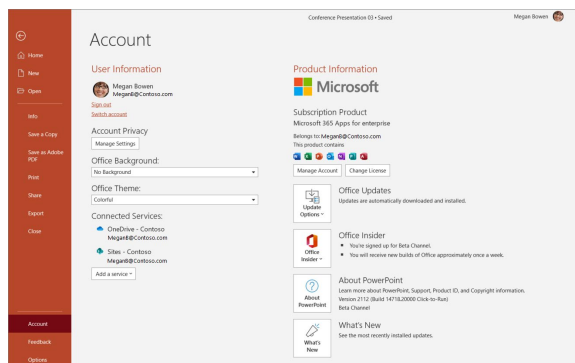 Conference Presentation 03 • Saved
Megan Bowen
Home
New
Open
Info
Save a Copy
Save as Adobe
PDF
Print
Share
Export
Close
Account
Feedback
Options
Account
User Information
Megan Bowen
MeganB@Contoso.com
Sign out
Switch account
Account Privacy
Manage Settings
Office Background:
No Background
Office Theme:
Colorful
Connected Services:
OneDrive - Contoso
MeganB@Contoso.com
Sites - Contoso
MeganB@Contoso.com
Add a service
Product Information
Microsoft
Subscription Product
Microsoft 365 Apps for enterprise
Belongs to: MeganB@Contoso.com
This product contains
Manage Account
Change License
Update
Options
Office Updates
Updates are automatically downloaded and installed.
Office
Insider
Office Insider
You're signed up for Beta Channel.
You will receive new builds of Office approximately once a week.
About
PowerPoint
About PowerPoint
Learn more about PowerPoint, Support, Product ID, and Copyright information.
Version 2112 (Build 14718.20000 Click-to-Run)
Beta Channel
What's
New
What's New
See the most recently installed updates.